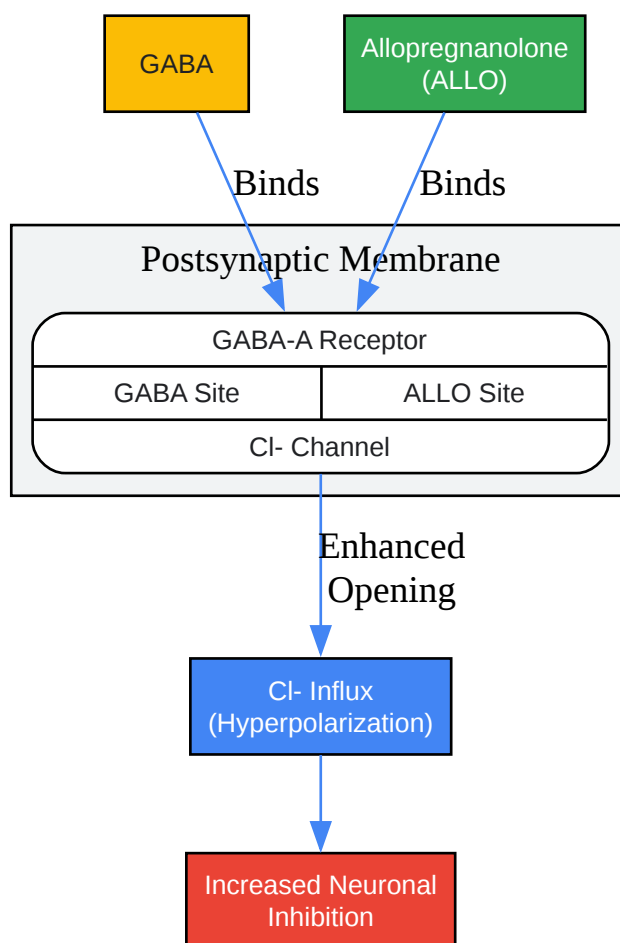 GABA
Allopregnanolone
(ALLO)
Binds
Binds
Postsynaptic Membrane
GABA-A Receptor
GABA Site
ALLO Site
Cl- Channel
Enhanced
Opening
Cl- Influx
(Hyperpolarization)
Increased Neuronal
Inhibition